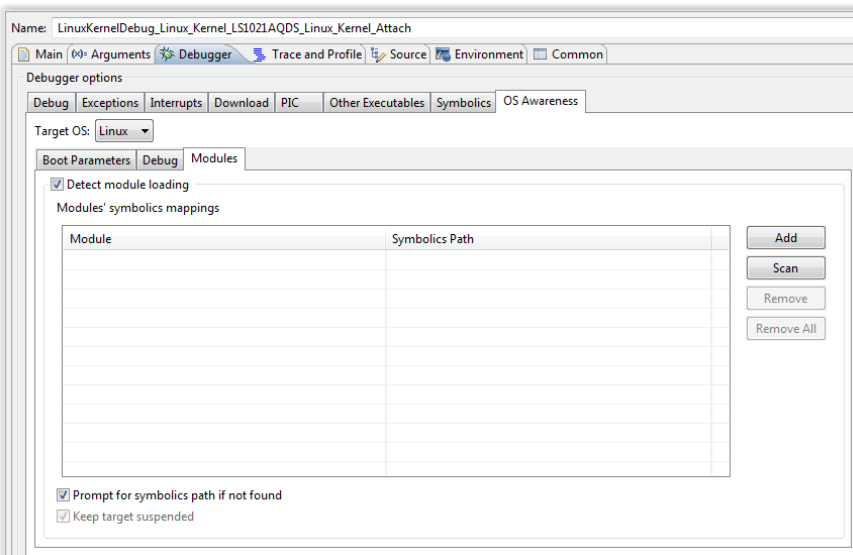 Name: LinuxKernelDebug_Linux_Kernel_LS1021AQDS_Linux_Kernel_Attach
Main (x)= Arguments Debugger Trace and Profile Source Environment Common
Debugger options
Debug Exceptions Interrupts Download PIC Other Executables Symbolics OS Awareness
Target OS: Linux
Boot Parameters Debug Modules
Detect module loading
Modules' symbolics mappings
Module Symbolics Path Add
Scan
Remove
Remove All
Prompt for symbolics path if not found
Keep target suspended